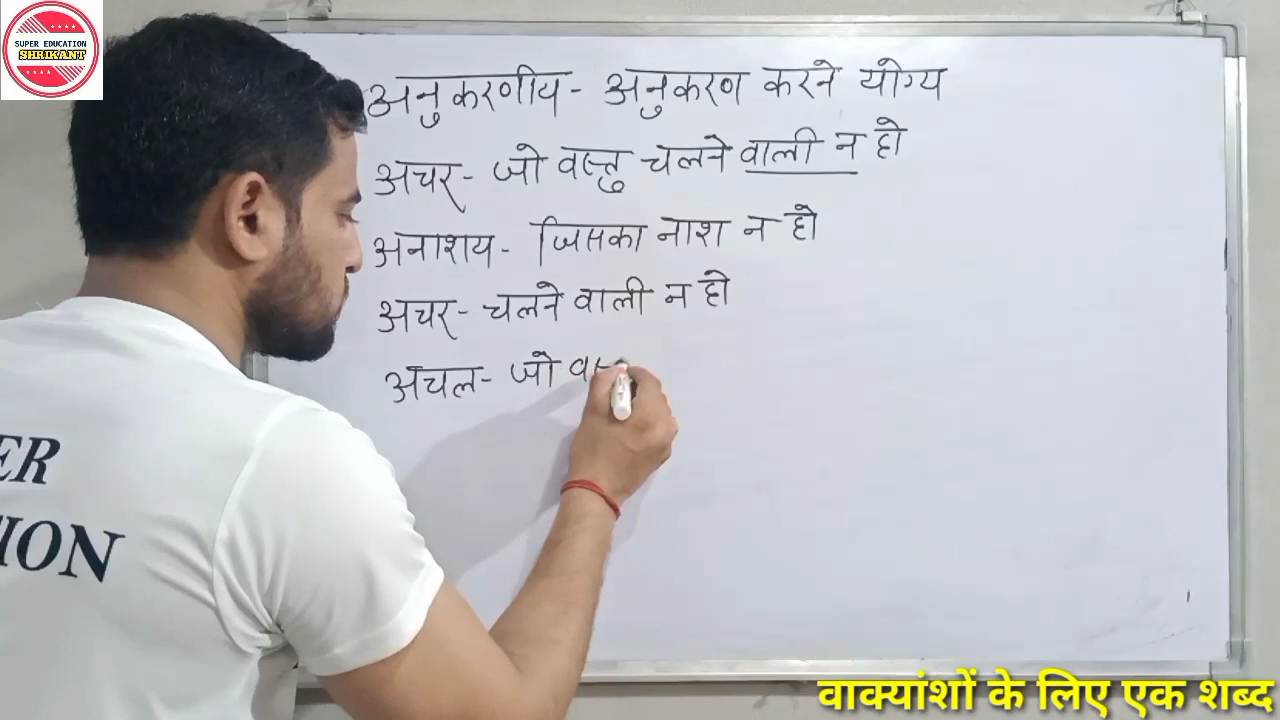 SUPER EDUCATION
SHRIKANT
अनुकरणीय - अनुकरण करने योग्य
अचर - जो वस्तु चलने वाली न हो
अनाशय - जिसका नाश न हो
अचर - चलने वाली न हो
अचल - जो वस्
ER
ION
वाक्यांशों के लिए एक शब्द